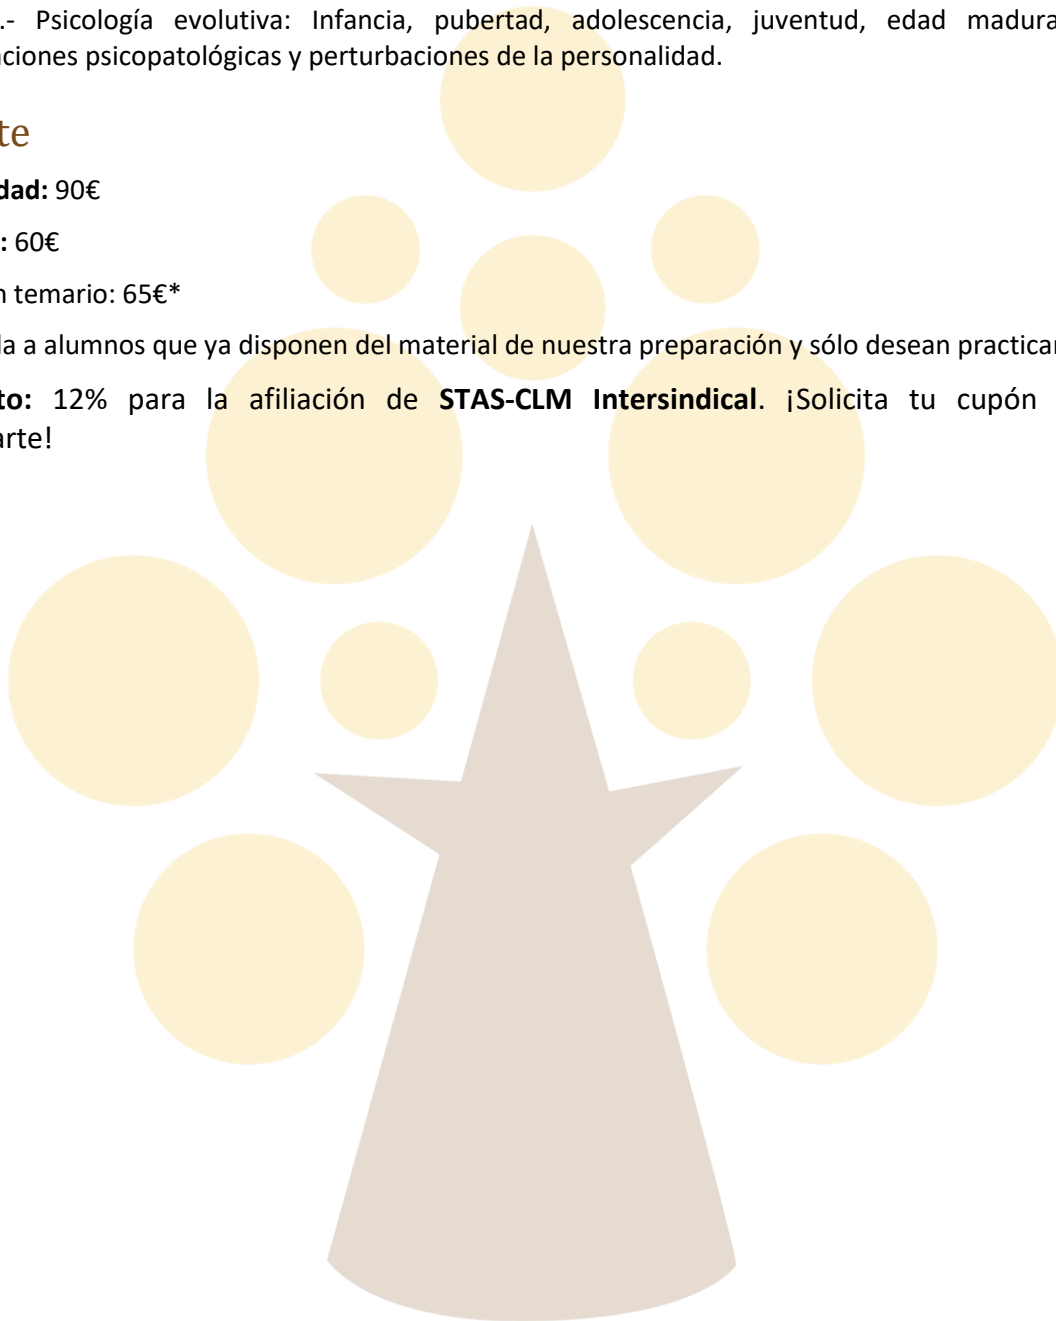 .- Psicología evolutiva: Infancia, pubertad, adolescencia, juventud, edad madura
ciones psicopatológicas y perturbaciones de la personalidad.
te
dad: 90€
: 60€
n temario: 65€*
da a alumnos que ya disponen del material de nuestra preparación y sólo desean practicar
to: 12% para la afiliación de STAS-CLM Intersindical. ¡Solicita tu cupón
arte!